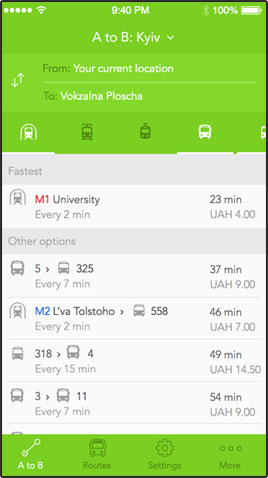 9:40 PM
100%
A to B: Kyiv
From: Your current location
To: Vokzalna Ploscha
Fastest
M1 University 23 min
Every 2 min UAH 4.00
Other options
5 › 325 37 min
Every 7 min UAH 9.00
M2 L'va Tolstoho › 558 46 min
Every 2 min UAH 7.00
318 › 4 49 min
Every 15 min UAH 14.50
3 › 11 54 min
Every 7 min UAH 9.00
A to B Routes Settings More